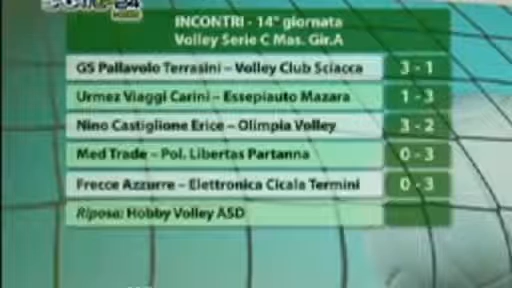 INCONTRI - 14° giornata
Volley Serie C Mas. Gir.A
GS Pallavolo Terrasini – Volley Club Sciacca 3 - 1
Urmez Viaggi Carini – Essepiauto Mazara 1 - 3
Nino Castiglione Erice – Olimpia Volley 3 - 2
Med Trade – Pol. Libertas Partanna 0 - 3
Frecce Azzurre – Elettronica Cicala Termini 0 - 3
Riposa: Hobby Volley ASD